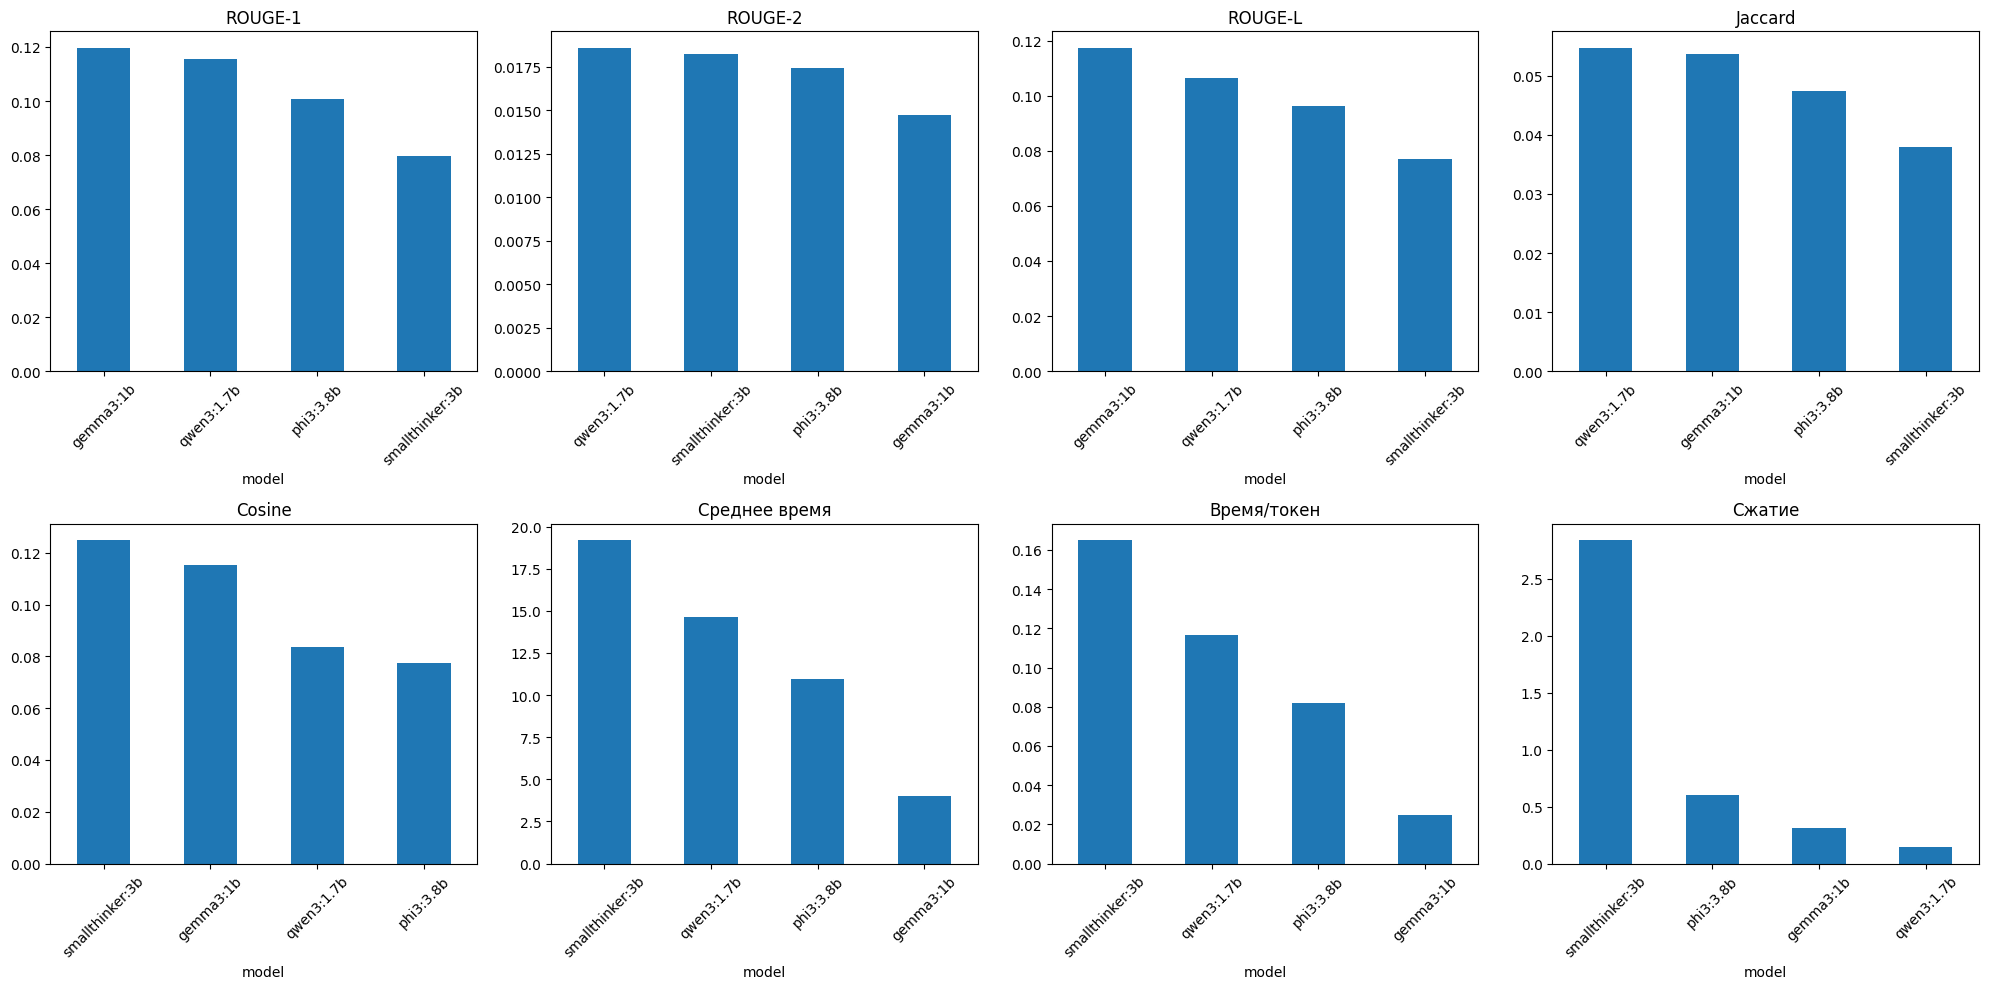 ROUGE-1
0.12
0.10
0.08
0.06
0.04
0.02
0.00
gemma3:1b
qwen3:1.7b
phi3:3.8b
smallthinker:3b
model
ROUGE-2
0.0175
0.0150
0.0125
0.0100
0.0075
0.0050
0.0025
0.0000
qwen3:1.7b
smallthinker:3b
phi3:3.8b
gemma3:1b
model
ROUGE-L
0.12
0.10
0.08
0.06
0.04
0.02
0.00
gemma3:1b
qwen3:1.7b
phi3:3.8b
smallthinker:3b
model
Jaccard
0.05
0.04
0.03
0.02
0.01
0.00
qwen3:1.7b
gemma3:1b
phi3:3.8b
smallthinker:3b
model
Cosine
0.12
0.10
0.08
0.06
0.04
0.02
0.00
smallthinker:3b
gemma3:1b
qwen3:1.7b
phi3:3.8b
model
Среднее время
20.0
17.5
15.0
12.5
10.0
7.5
5.0
2.5
0.0
smallthinker:3b
qwen3:1.7b
phi3:3.8b
gemma3:1b
model
Время/токен
0.16
0.14
0.12
0.10
0.08
0.06
0.04
0.02
0.00
smallthinker:3b
qwen3:1.7b
phi3:3.8b
gemma3:1b
model
Сжатие
2.5
2.0
1.5
1.0
0.5
0.0
smallthinker:3b
phi3:3.8b
gemma3:1b
qwen3:1.7b
model